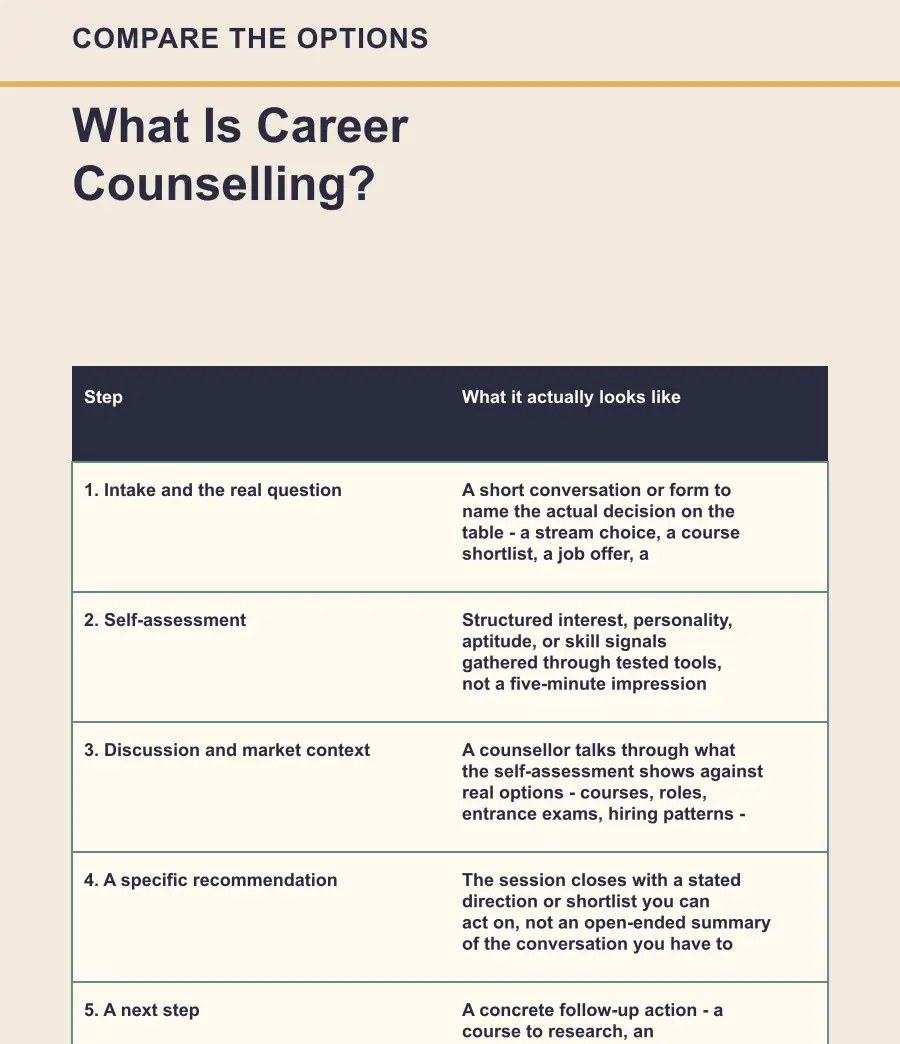 COMPARE THE OPTIONS
What Is Career
Counselling?
Step
What it actually looks like
1. Intake and the real question
A short conversation or form to
name the actual decision on the
table - a stream choice, a course
shortlist, a job offer, a
2. Self-assessment
Structured interest, personality,
aptitude, or skill signals
gathered through tested tools,
not a five-minute impression
3. Discussion and market context
A counsellor talks through what
the self-assessment shows against
real options - courses, roles,
entrance exams, hiring patterns -
4. A specific recommendation
The session closes with a stated
direction or shortlist you can
act on, not an open-ended summary
of the conversation you have to
5. A next step
A concrete follow-up action - a
course to research, an